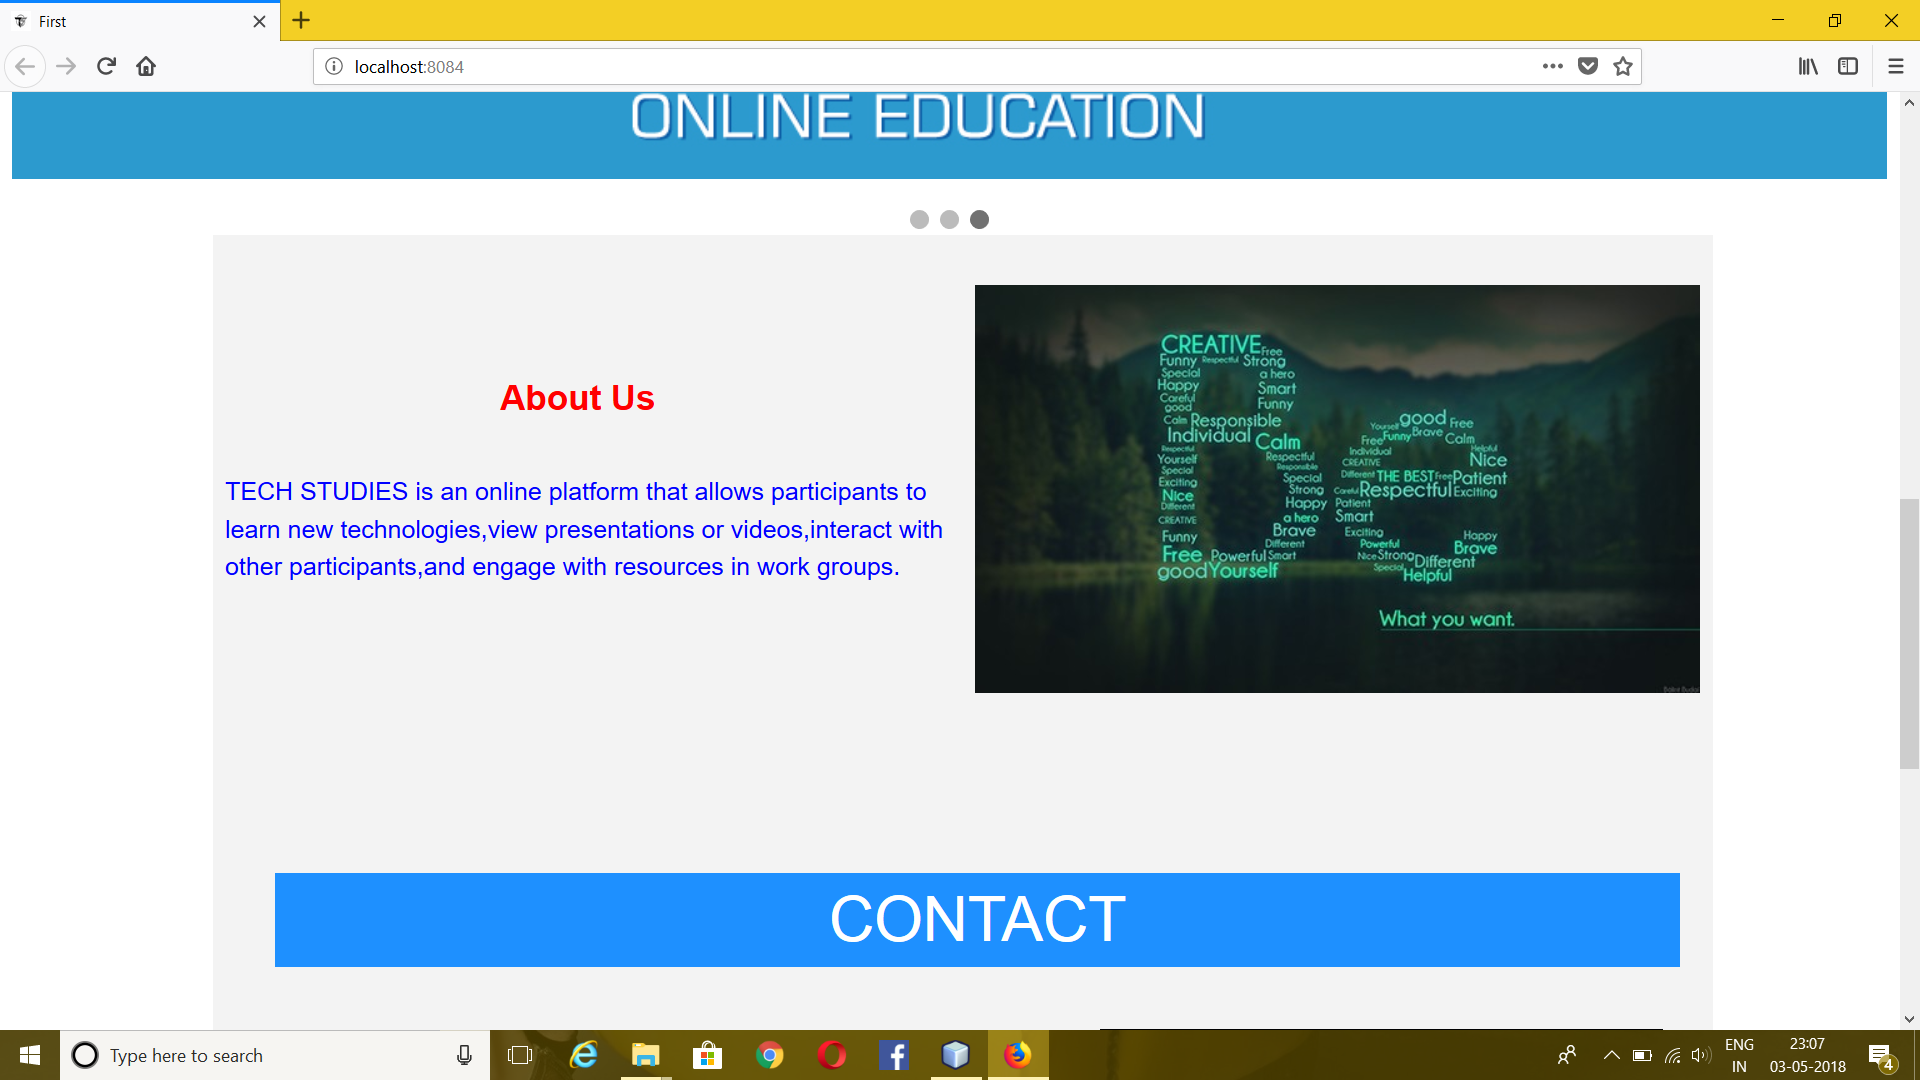 First
localhost:8084
ONLINE EDUCATION
About Us
TECH STUDIES is an online platform that allows participants to
learn new technologies,view presentations or videos,interact with
other participants,and engage with resources in work groups.
CREATIVE Free
Funny Respectful Strong
Special a hero
Happy Smart
Careful
good Funny
Calm Responsible
Individual Calm
Respectful
Yourself Respectful
Special Responsible
Exciting Special
Nice Strong
Different Happy
CREATIVE a hero
Funny Brave
Different
Free Powerful Smart
good Yourself
good Free
Yourself
Free Funny Brave Calm
Individual Helpful
CREATIVE Nice
Different THE BEST Free Patient
Careful Respectful Exciting
Patient
Smart
Exciting Happy
Powerful Brave
Nice Strong Different
Special Helpful
What you want.
CONTACT
Type here to search
ENG
IN
23:07
03-05-2018
4